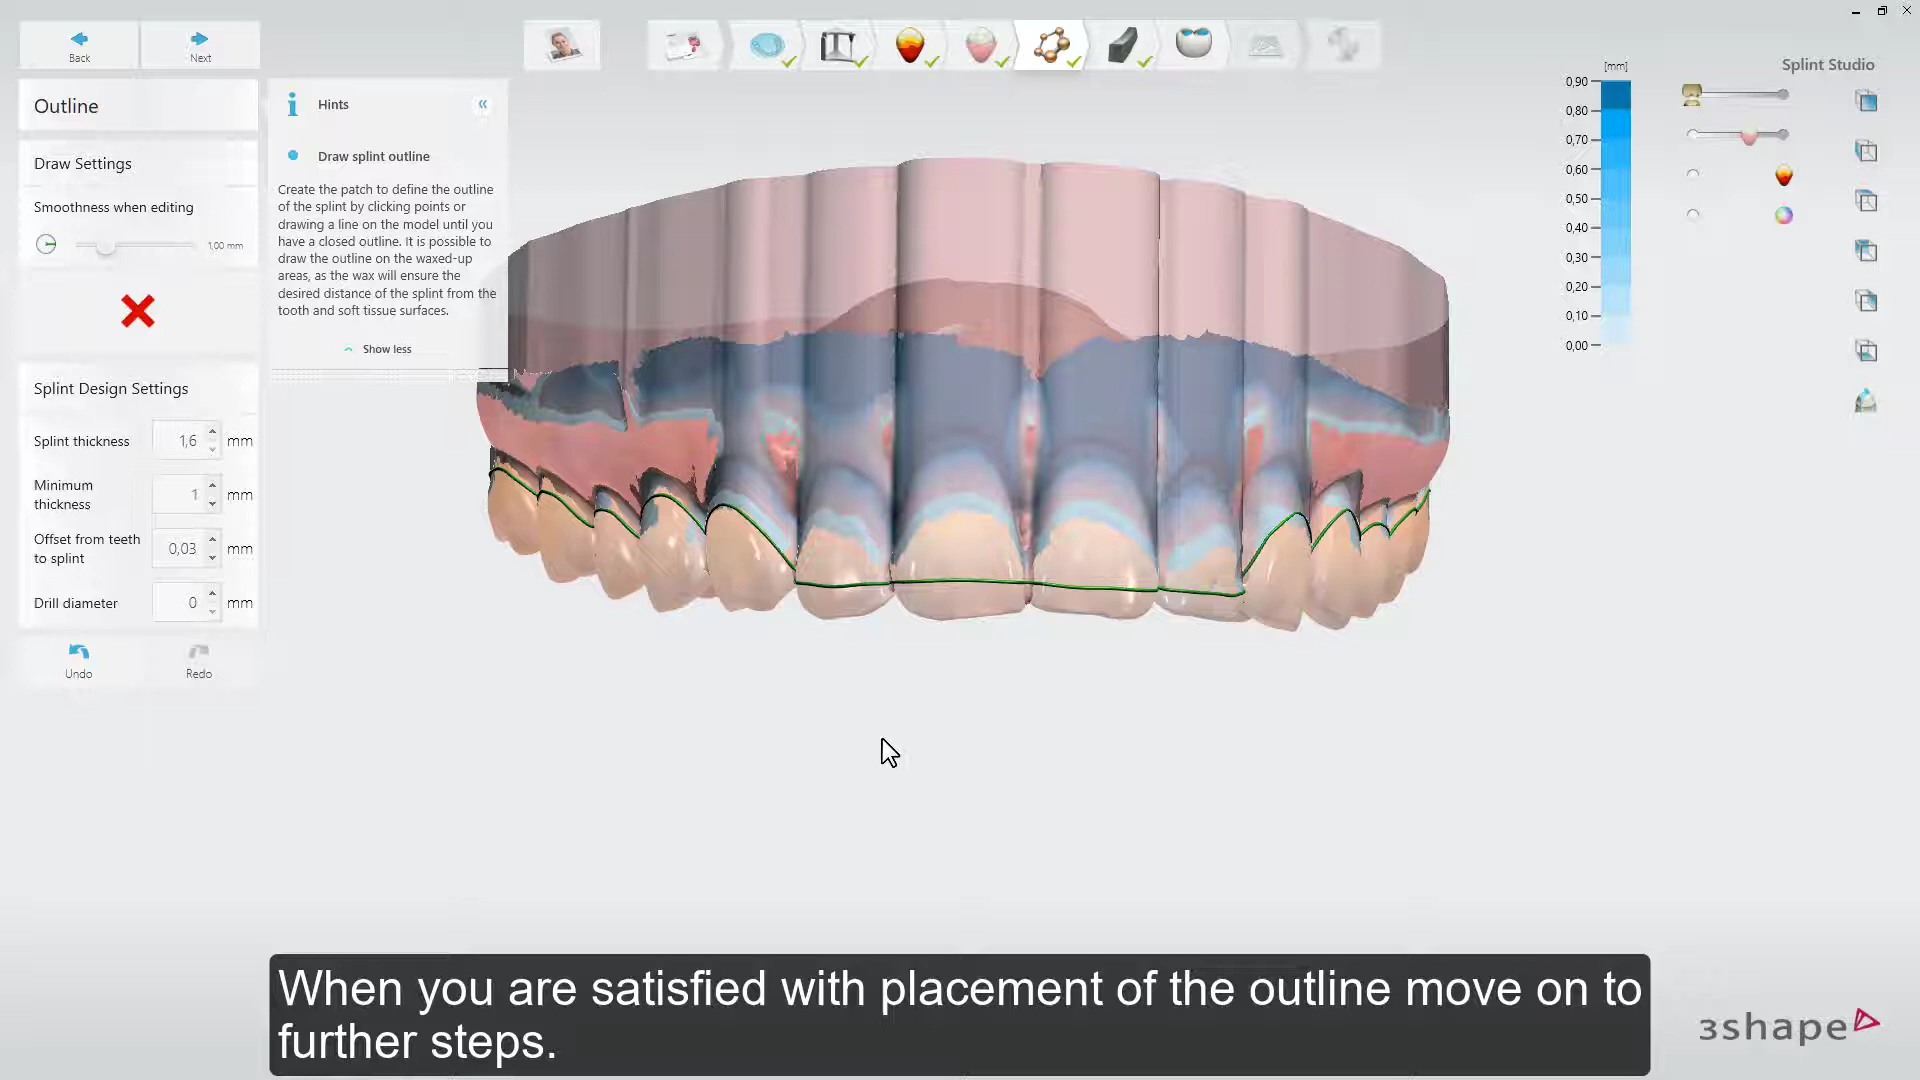 Back
Next
Outline
Draw Settings
Smoothness when editing
1,00 mm
Splint Design Settings
Splint thickness
1,6
mm
Minimum
thickness
1
mm
Offset from teeth
to splint
0,03
mm
Drill diameter
0
mm
Undo
Redo
Hints
Draw splint outline
Create the patch to define the outline
of the splint by clicking points or
drawing a line on the model until you
have a closed outline. It is possible to
draw the outline on the waxed-up
areas, as the wax will ensure the
desired distance of the splint from the
tooth and soft tissue surfaces.
Show less
[mm]
0,90
0,80
0,70
0,60
0,50
0,40
0,30
0,20
0,10
0,00
Splint Studio
When you are satisfied with placement of the outline move on to
further steps.
3shape